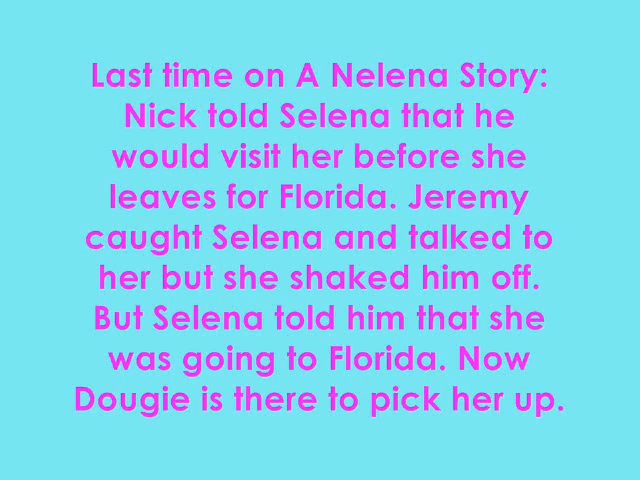 Last time on A Nelena Story:
Nick told Selena that he
would visit her before she
leaves for Florida. Jeremy
caught Selena and talked to
her but she shaked him off.
But Selena told him that she
was going to Florida. Now
Dougie is there to pick her up.